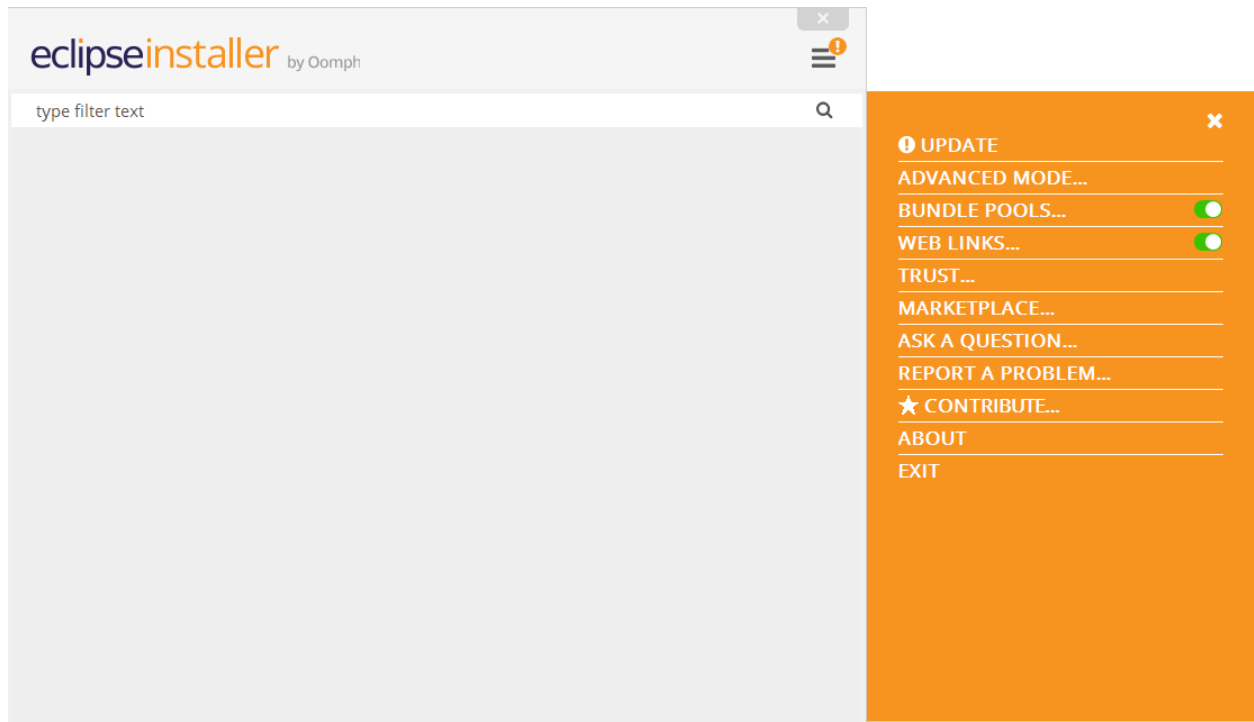 eclipseinstaller by Oomph
type filter text
UPDATE
ADVANCED MODE...
BUNDLE POOLS...
WEB LINKS...
TRUST...
MARKETPLACE...
ASK A QUESTION...
REPORT A PROBLEM...
CONTRIBUTE...
ABOUT
EXIT